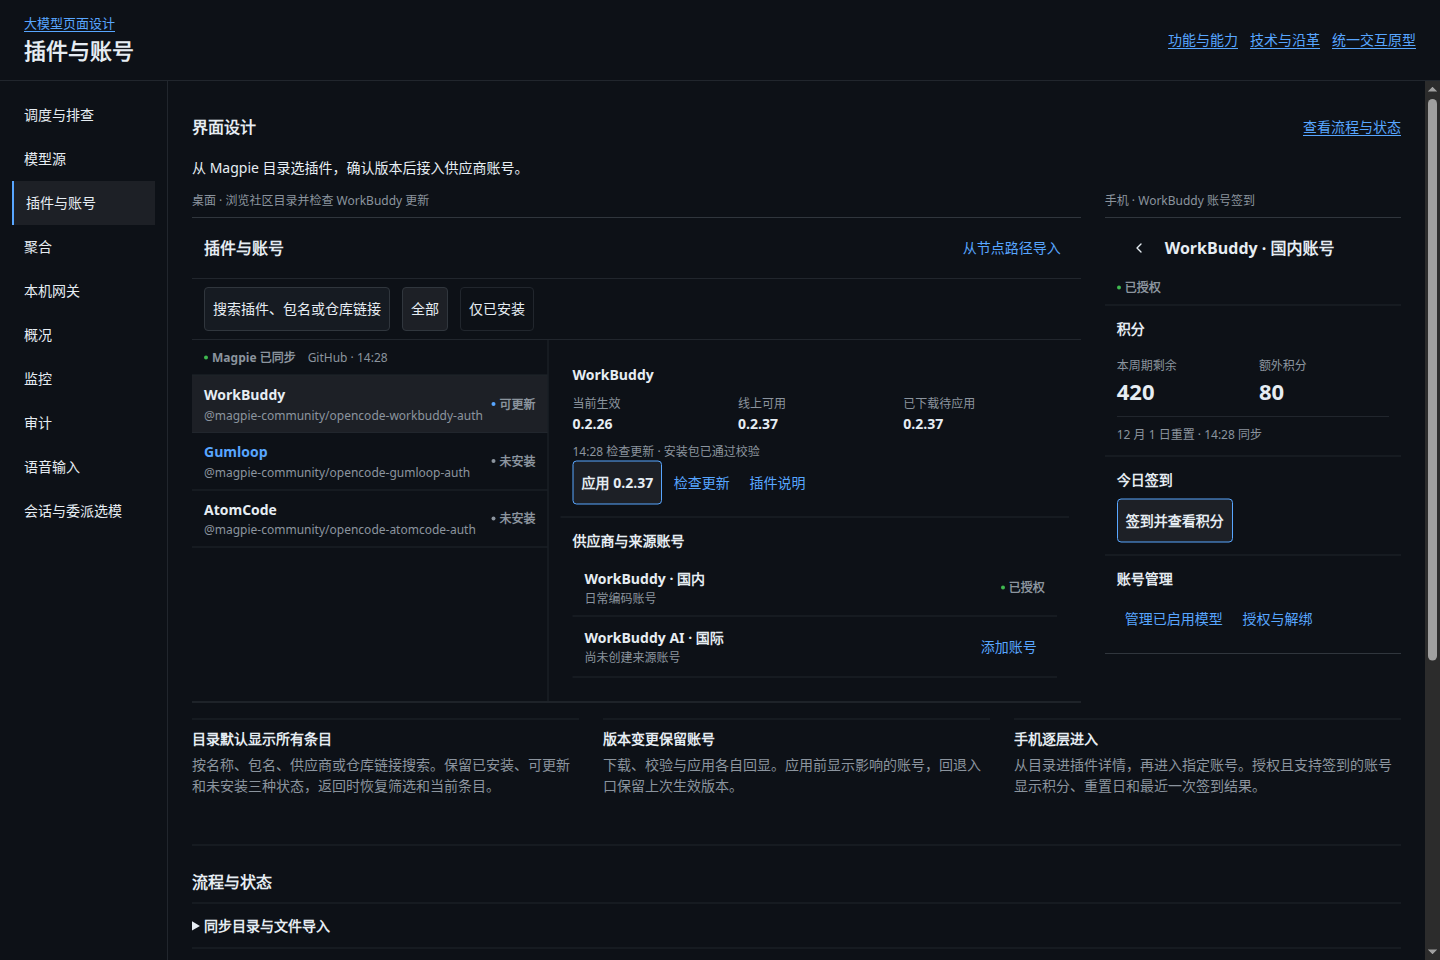 大模型页面设计
插件与账号
功能与能力 技术与沿革 统一交互原型
调度与排查
模型源
插件与账号
聚合
本机网关
概况
监控
审计
语音输入
会话与委派选模
界面设计
查看流程与状态
从 Magpie 目录选插件，确认版本后接入供应商账号。
桌面 · 浏览社区目录并检查 WorkBuddy 更新
插件与账号
从节点路径导入
搜索插件、包名或仓库链接 全部 仅已安装
Magpie 已同步 GitHub · 14:28
WorkBuddy
@magpie-community/opencode-workbuddy-auth
可更新
Gumloop
@magpie-community/opencode-gumloop-auth
未安装
AtomCode
@magpie-community/opencode-atomcode-auth
未安装
WorkBuddy
当前生效 线上可用 已下载待应用
0.2.26 0.2.37 0.2.37
14:28 检查更新 · 安装包已通过校验
应用 0.2.37 检查更新 插件说明
供应商与来源账号
WorkBuddy · 国内
日常编码账号
已授权
WorkBuddy AI · 国际
尚未创建来源账号
添加账号
手机 · WorkBuddy 账号签到
WorkBuddy · 国内账号
已授权
积分
本周期剩余 额外积分
420 80
12 月 1 日重置 · 14:28 同步
今日签到
签到并查看积分
账号管理
管理已启用模型 授权与解绑
目录默认显示所有条目
按名称、包名、供应商或仓库链接搜索。保留已安装、可更新
和未安装三种状态，返回时恢复筛选和当前条目。
版本变更保留账号
下载、校验与应用各自回显。应用前显示影响的账号，回退入
口保留上次生效版本。
手机逐层进入
从目录进插件详情，再进入指定账号。授权且支持签到的账号
显示积分、重置日和最近一次签到结果。
流程与状态
同步目录与文件导入